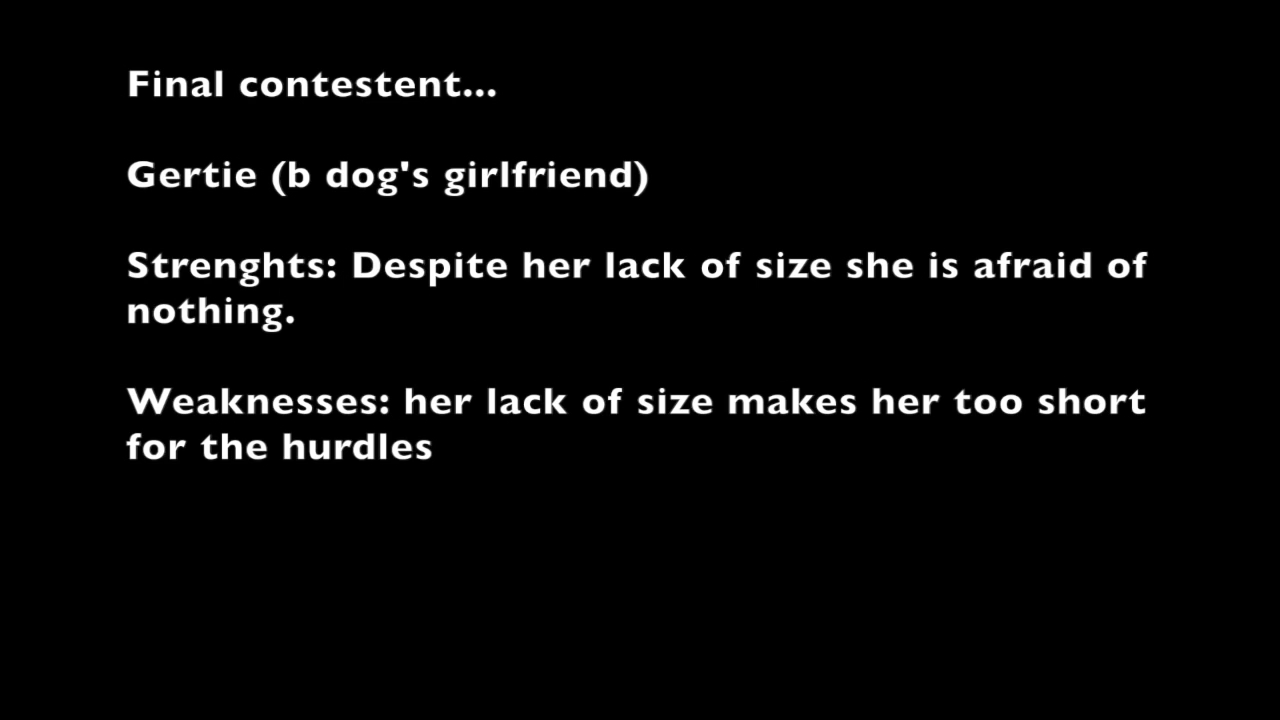 Final contestent...
Gertie (b dog's girlfriend)
Strenghts: Despite her lack of size she is afraid of
nothing.
Weaknesses: her lack of size makes her too short
for the hurdles